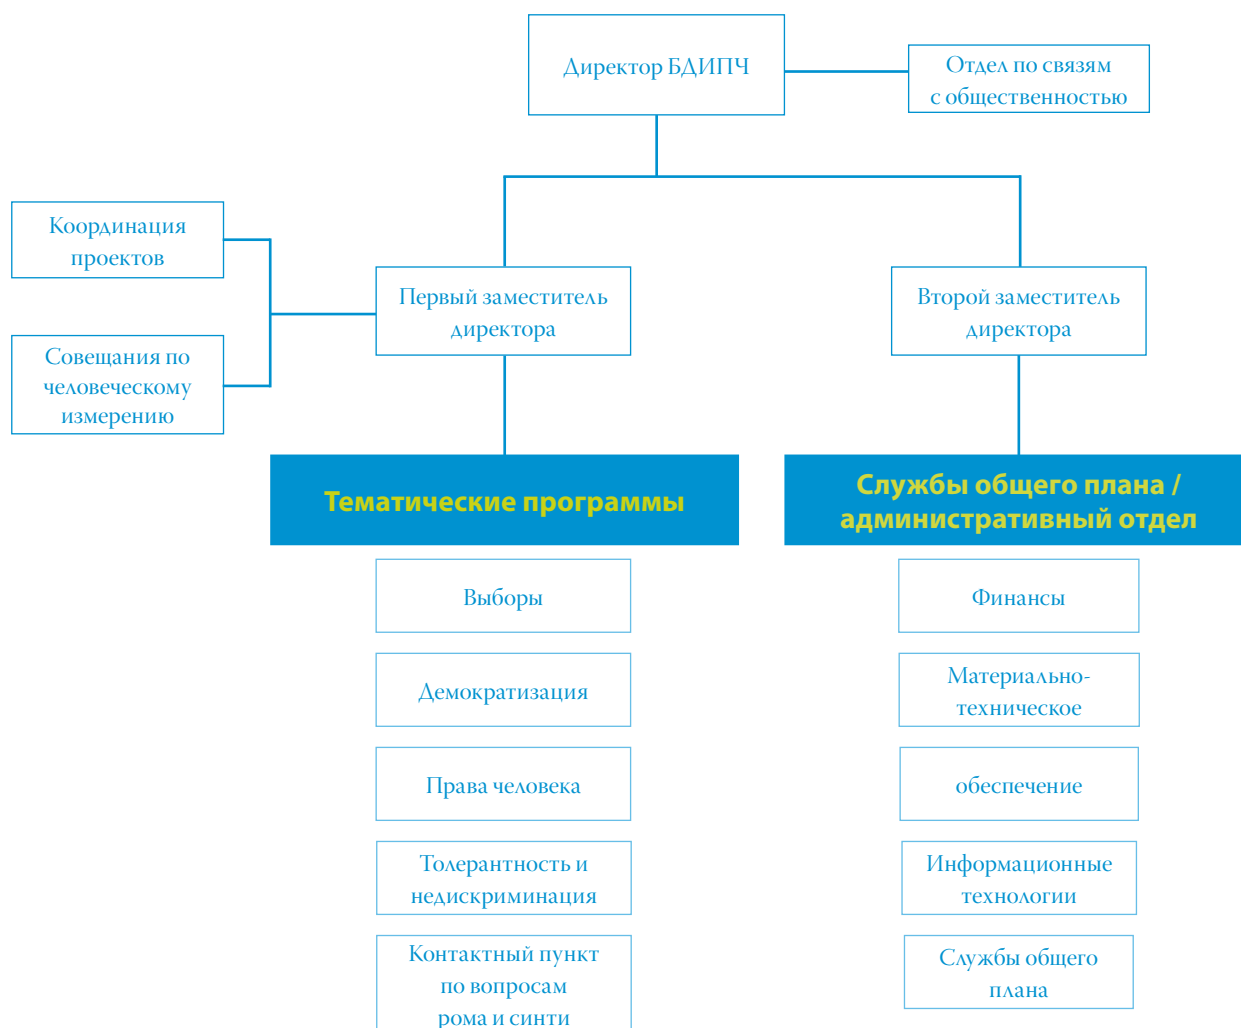 Директор БДИПЧ
Отдел по связям
с общественностью
Координация
проектов
Первый заместитель
директора
Второй заместитель
директора
Совещания по
человеческому
измерению
Тематические программы
Службы общего плана /
административный отдел
Выборы
Финансы
Демократизация
Материально-
техническое
Права человека
обеспечение
Толерантность и
недискриминация
Информационные
технологии
Контактный пункт
по вопросам
рома и синти
Службы общего
плана